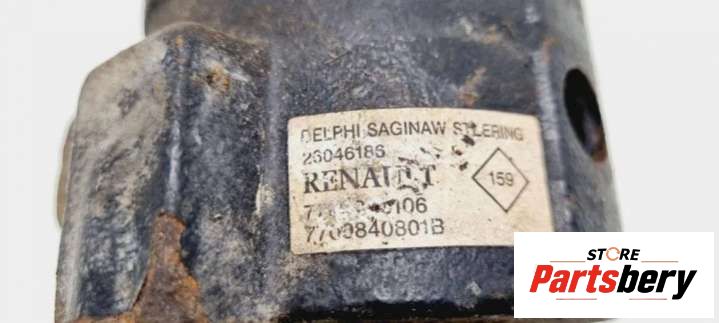 DELPHI SAGINAW STEERING
26046186
RENAULT
159
7700840801B
STORE
Partsbery